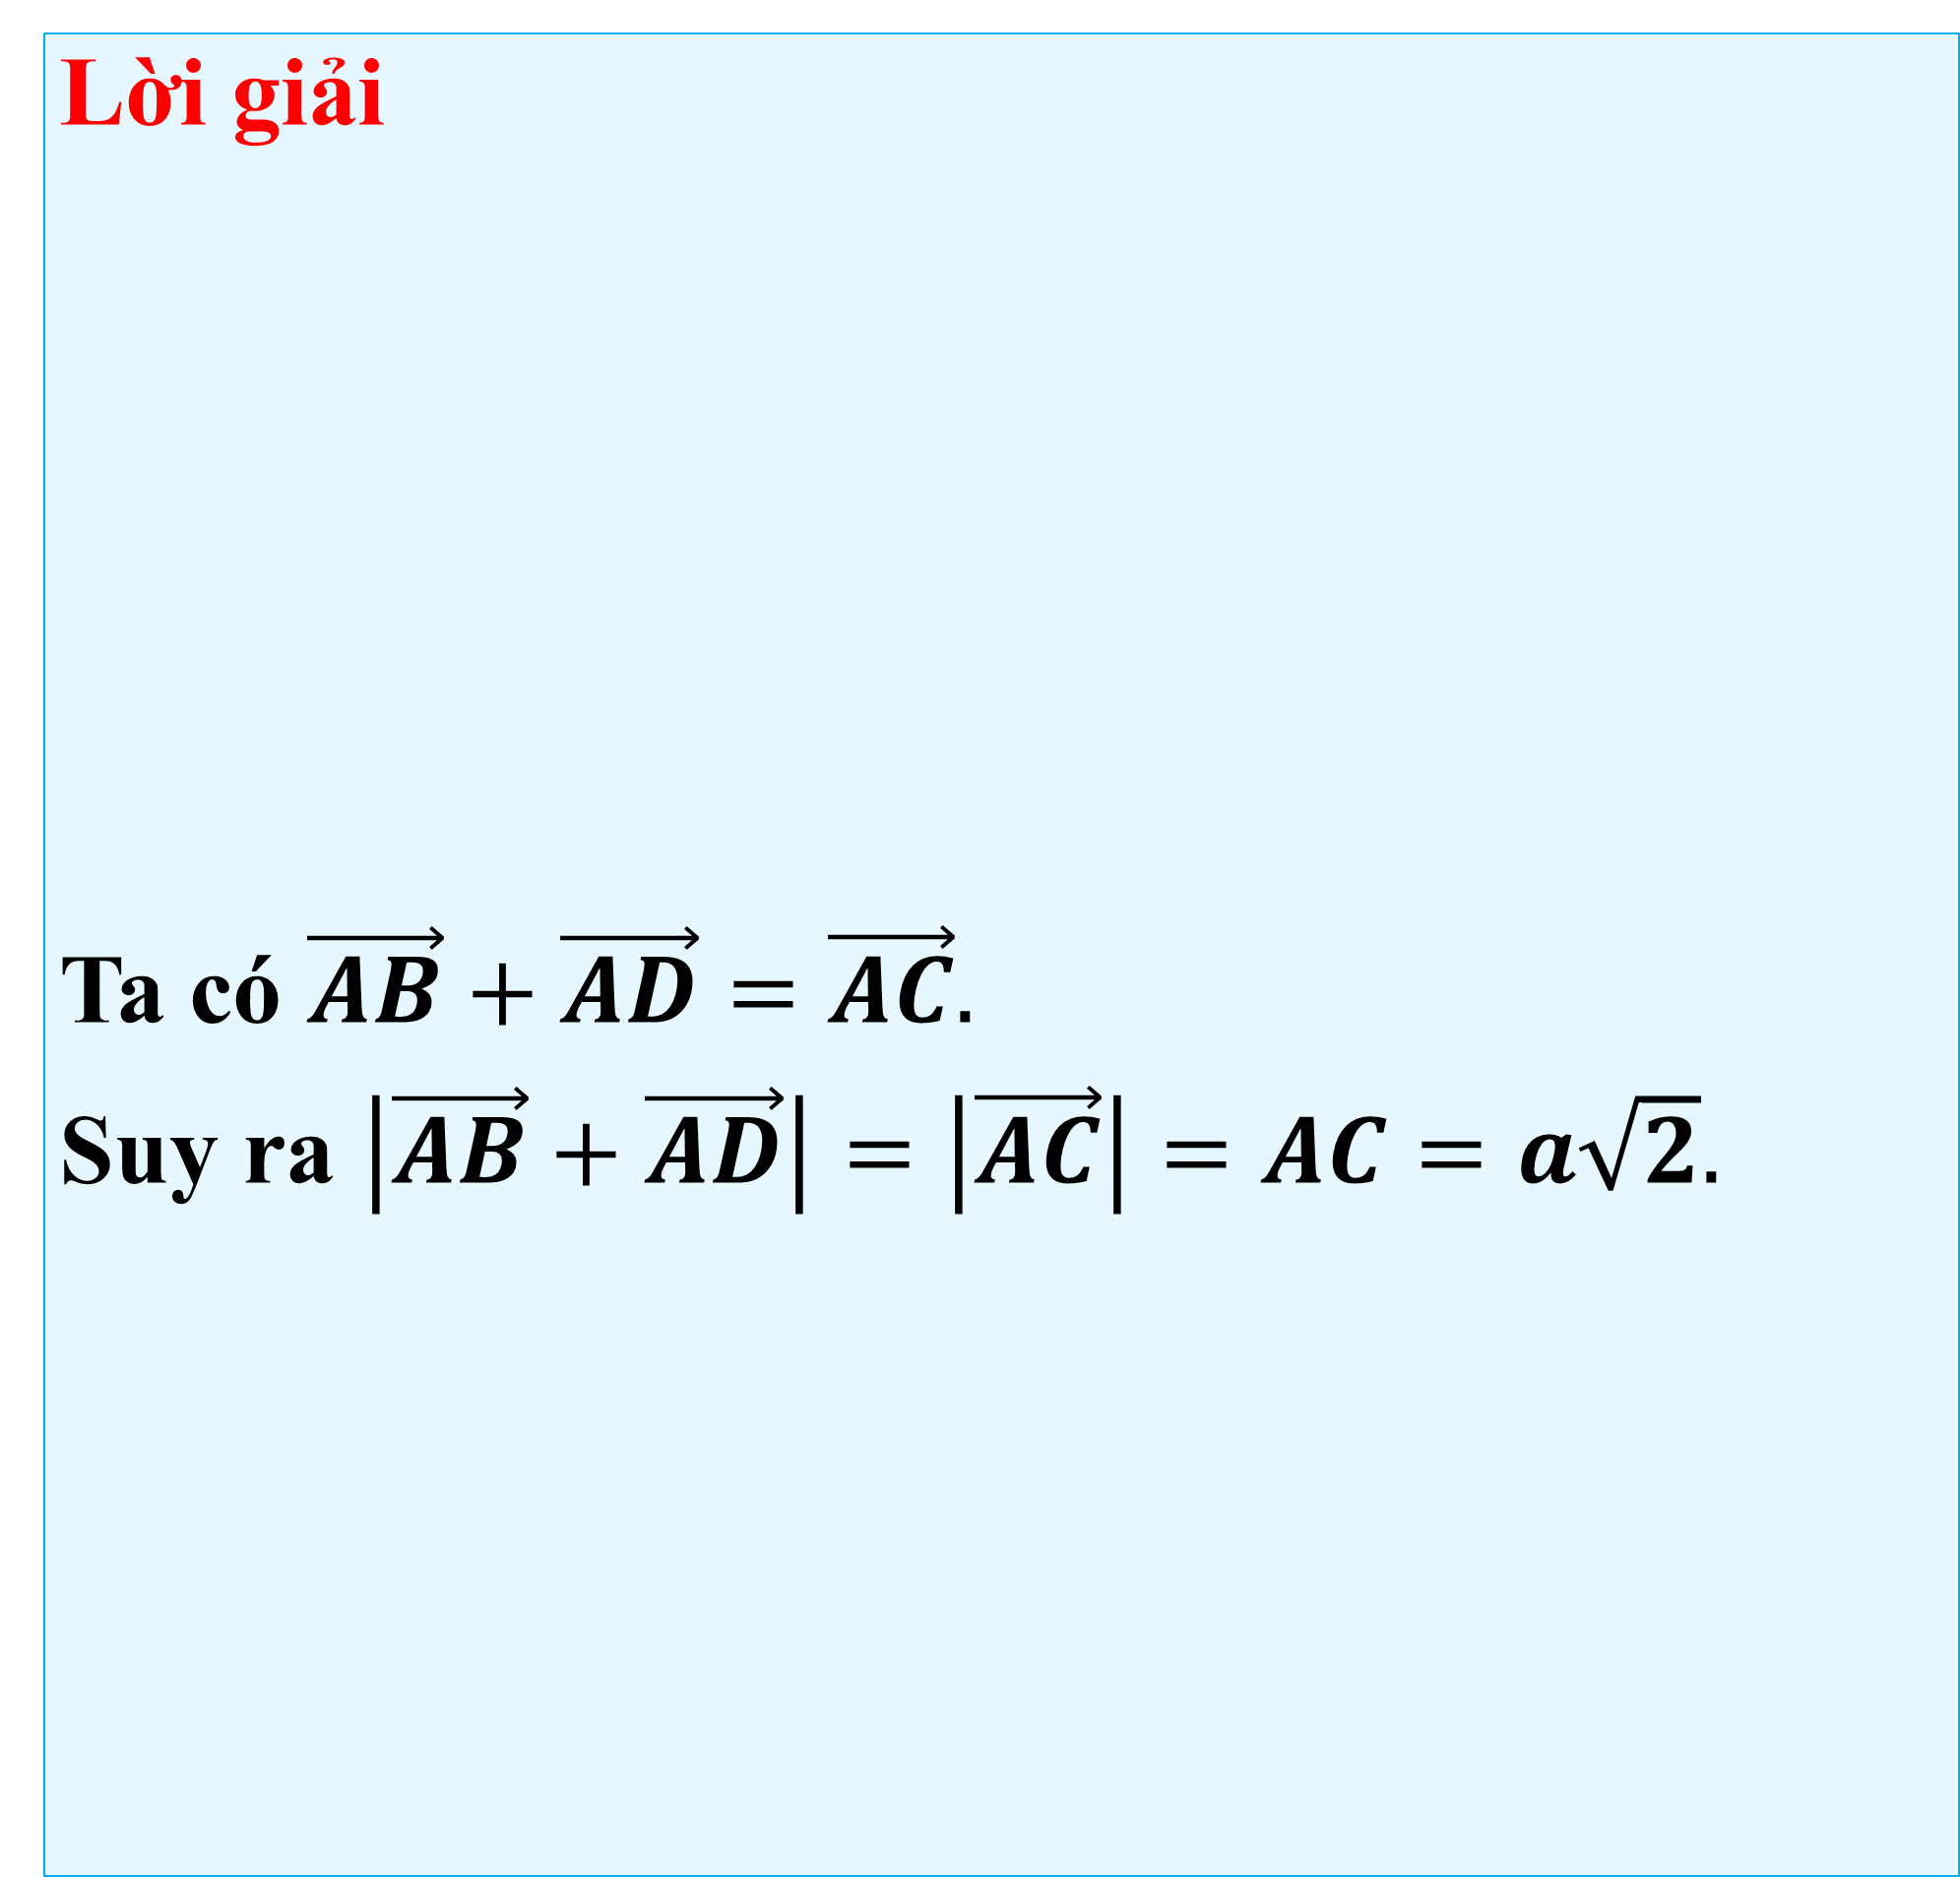 Lời giải
Ta có $\overrightarrow{AB} + \overrightarrow{AD} = \overrightarrow{AC}$.
Suy ra $|\overrightarrow{AB} + \overrightarrow{AD}| = |\overrightarrow{AC}| = AC = a\sqrt{2}$.